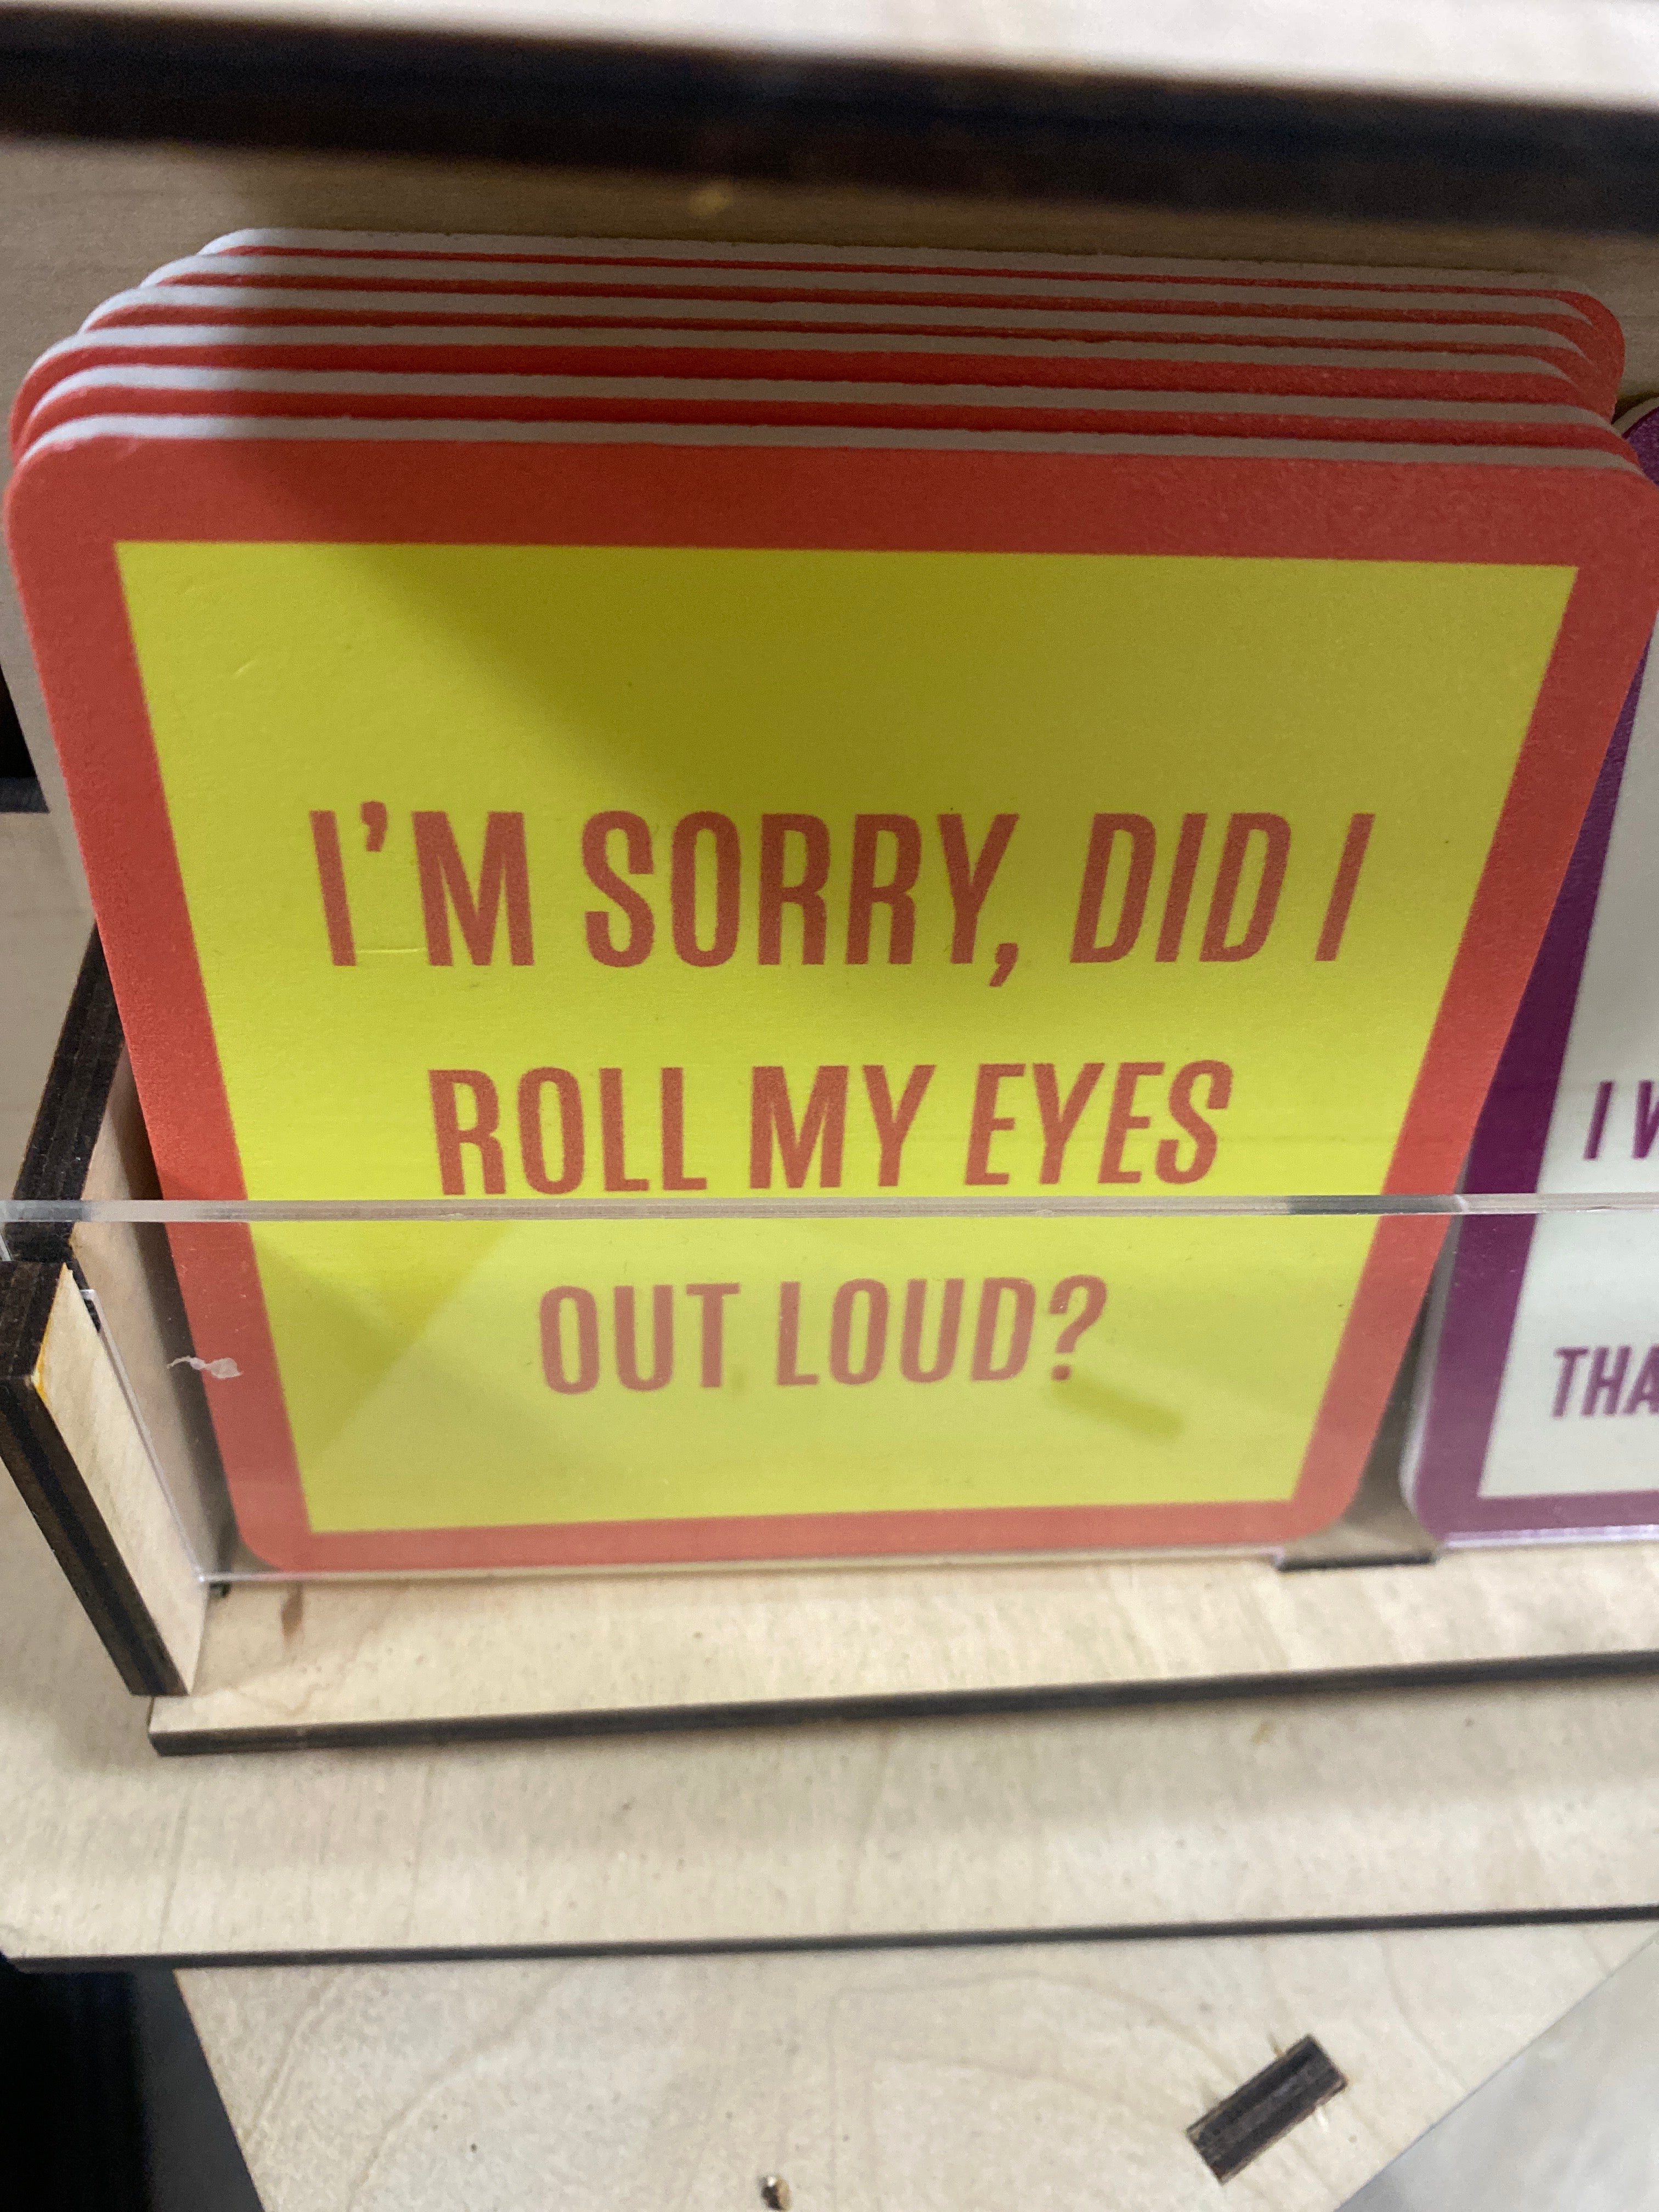 I'M SORRY, DID I
ROLL MY EYES
OUT LOUD?
I